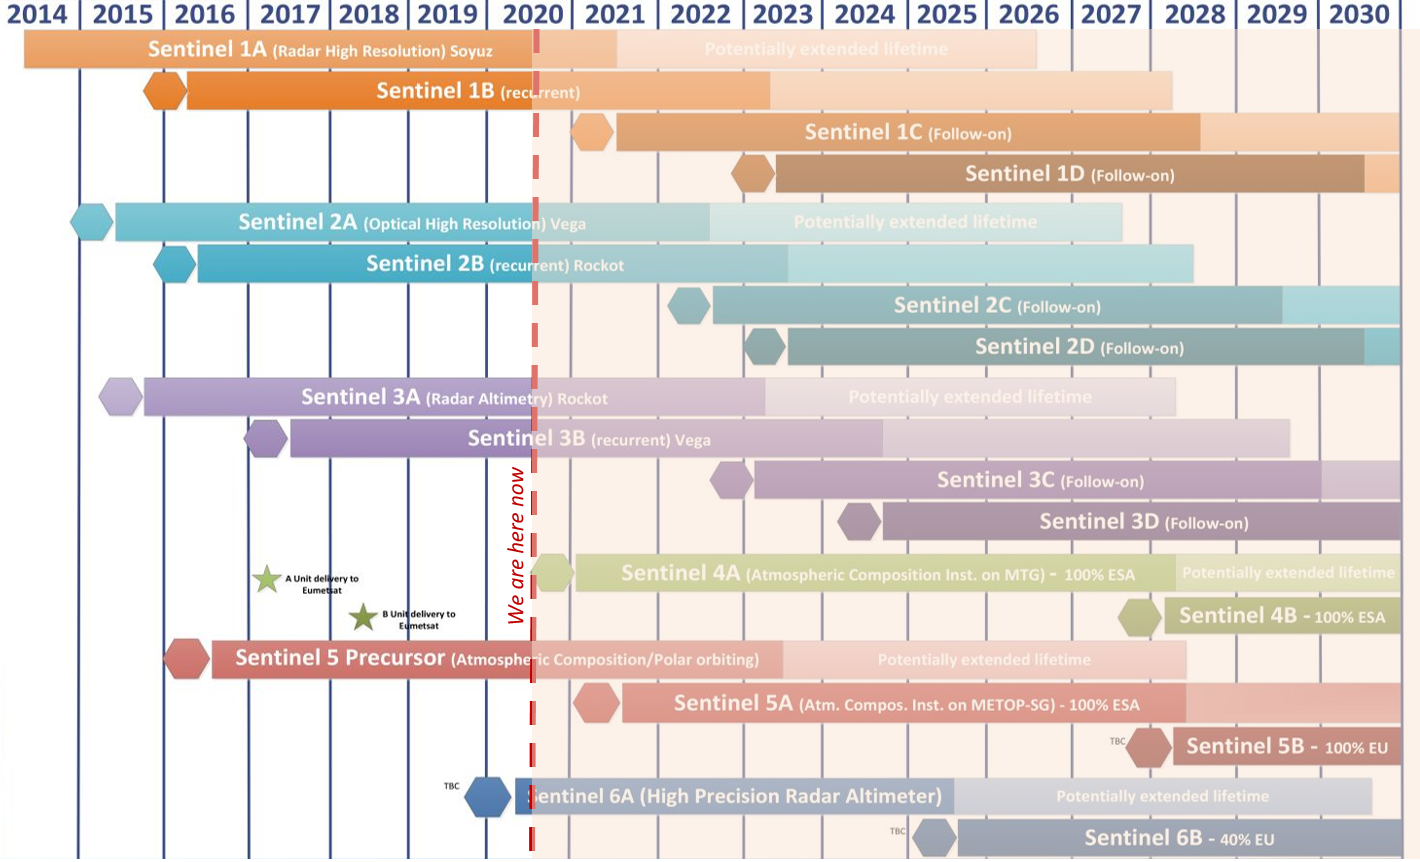 2014 2015 2016 2017 2018 2019 2020 2021 2022 2023 2024 2025 2026 2027 2028 2029 2030
Sentinel 1A (Radar High Resolution) Soyuz Potentially extended lifetime
Sentinel 1B (recurrent)
Sentinel 1C (Follow-on)
Sentinel 1D (Follow-on)
Sentinel 2A (Optical High Resolution) Vega Potentially extended lifetime
Sentinel 2B (recurrent) Rockot
Sentinel 2C (Follow-on)
Sentinel 2D (Follow-on)
Sentinel 3A (Radar Altimetry) Rockot Potentially extended lifetime
Sentinel 3B (recurrent) Vega
Sentinel 3C (Follow-on)
Sentinel 3D (Follow-on)
We are here now
Sentinel 4A (Atmospheric Composition Inst. on MTG) - 100% ESA Potentially extended lifetime
A Unit delivery to
Eumetsat
Sentinel 4B - 100% ESA
B Unit delivery to
Eumetsat
Sentinel 5 Precursor (Atmospheric Composition/Polar orbiting) Potentially extended lifetime
Sentinel 5A (Atm. Compos. Inst. on METOP-SG) - 100% ESA
TBC Sentinel 5B - 100% EU
TBC Sentinel 6A (High Precision Radar Altimeter) Potentially extended lifetime
TBC Sentinel 6B - 40% EU